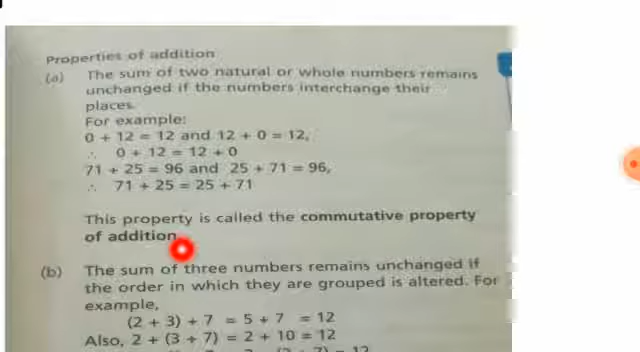 Properties of addition
(a) The sum of two natural or whole numbers remains
unchanged if the numbers interchange their
places.
For example:
0 + 12 = 12 and 12 + 0 = 12,
∴ 0 + 12 = 12 + 0
71 + 25 = 96 and 25 + 71 = 96,
∴ 71 + 25 = 25 + 71
This property is called the commutative property
of addition
(b) The sum of three numbers remains unchanged if
the order in which they are grouped is altered. For
example,
(2 + 3) + 7 = 5 + 7 = 12
Also, 2 + (3 + 7) = 2 + 10 = 12